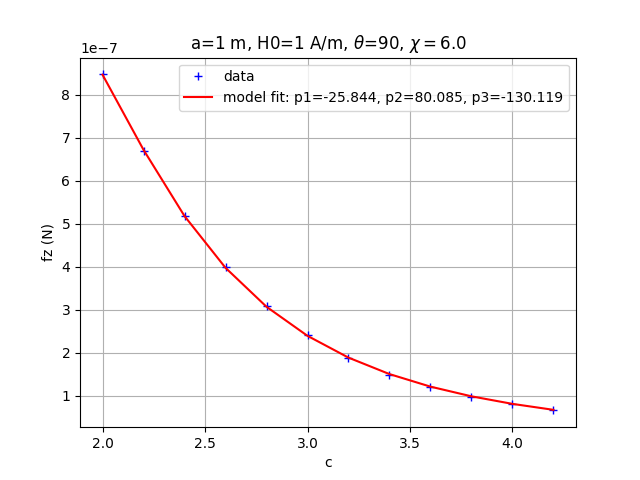 a=1 m, H0=1 A/m, θ=90, χ = 6.0
1e−7
data
model fit: p1=-25.844, p2=80.085, p3=-130.119
8
7
6
5
4
3
2
1
fz (N)
2.0 2.5 3.0 3.5 4.0
c